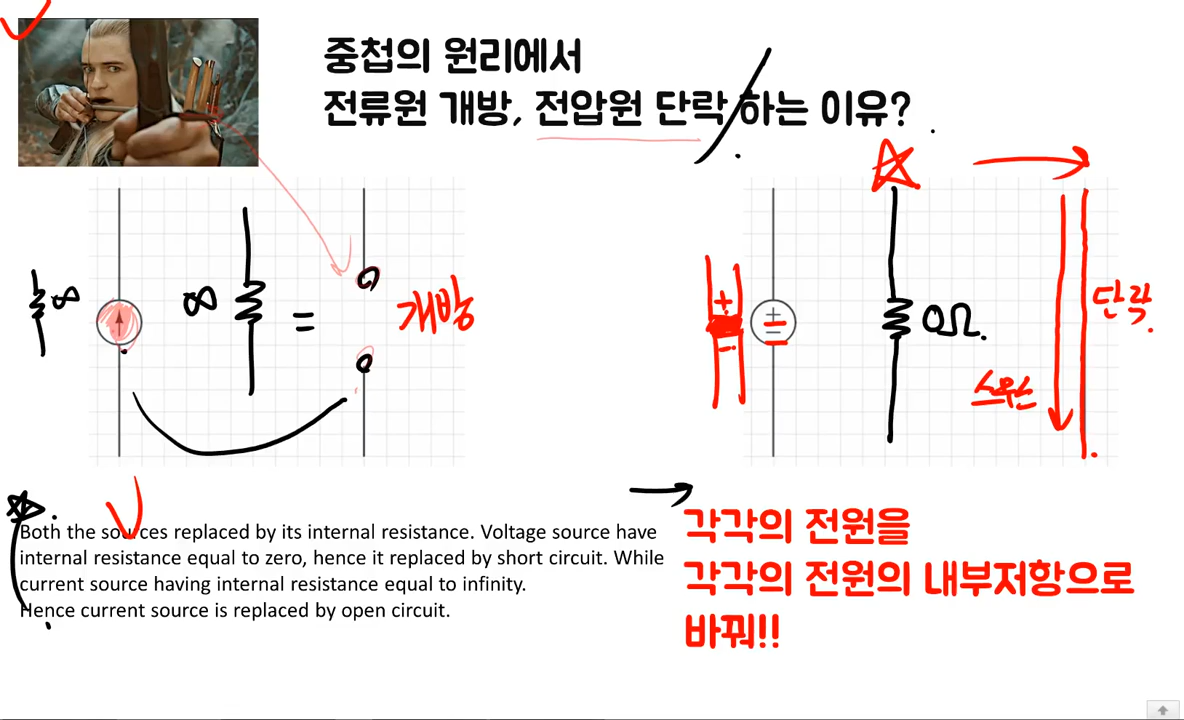 중첩의 원리에서
전류원 개방, 전압원 단락 하는 이유?
∞
∞
=
개방
+
-
0Ω.
단락.
스무스
Both the sources replaced by its internal resistance. Voltage source have
internal resistance equal to zero, hence it replaced by short circuit. While
current source having internal resistance equal to infinity.
Hence current source is replaced by open circuit.
각각의 전원을
각각의 전원의 내부저항으로
바꿔!!